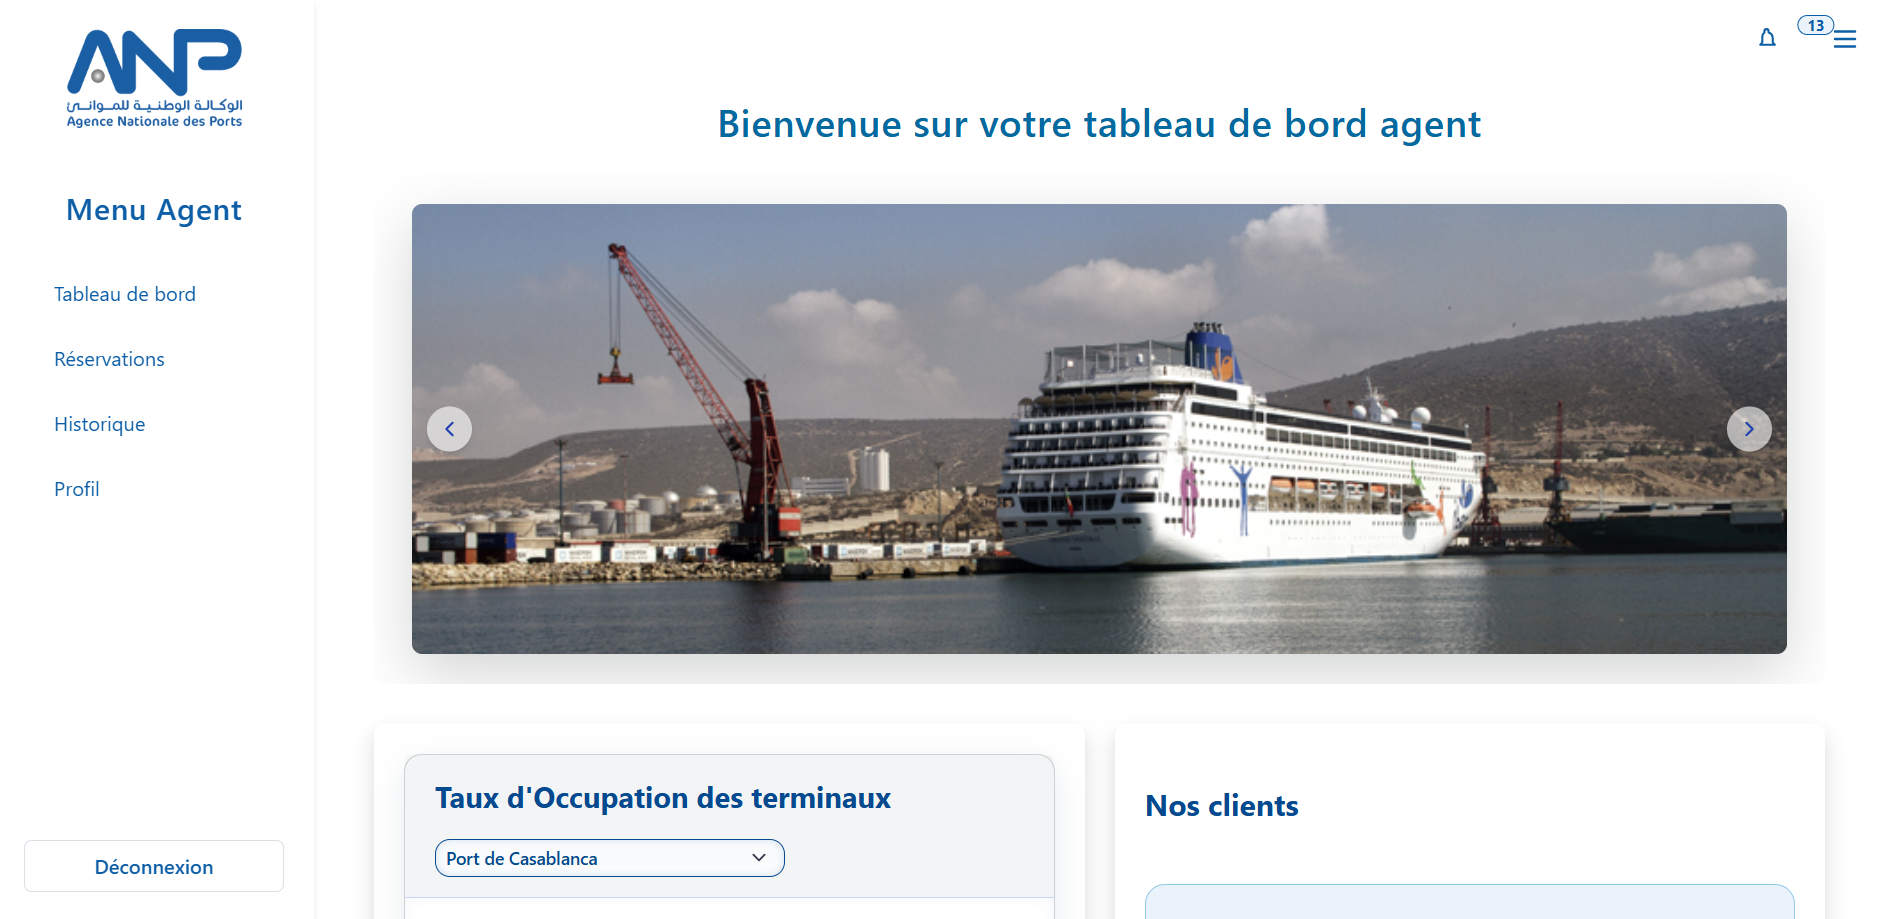 ANP
الوكالة الوطنية للموانئ
Agence Nationale des Ports
Menu Agent
Tableau de bord
Réservations
Historique
Profil
Déconnexion
13
Bienvenue sur votre tableau de bord agent
Taux d'Occupation des terminaux
Port de Casablanca
Nos clients